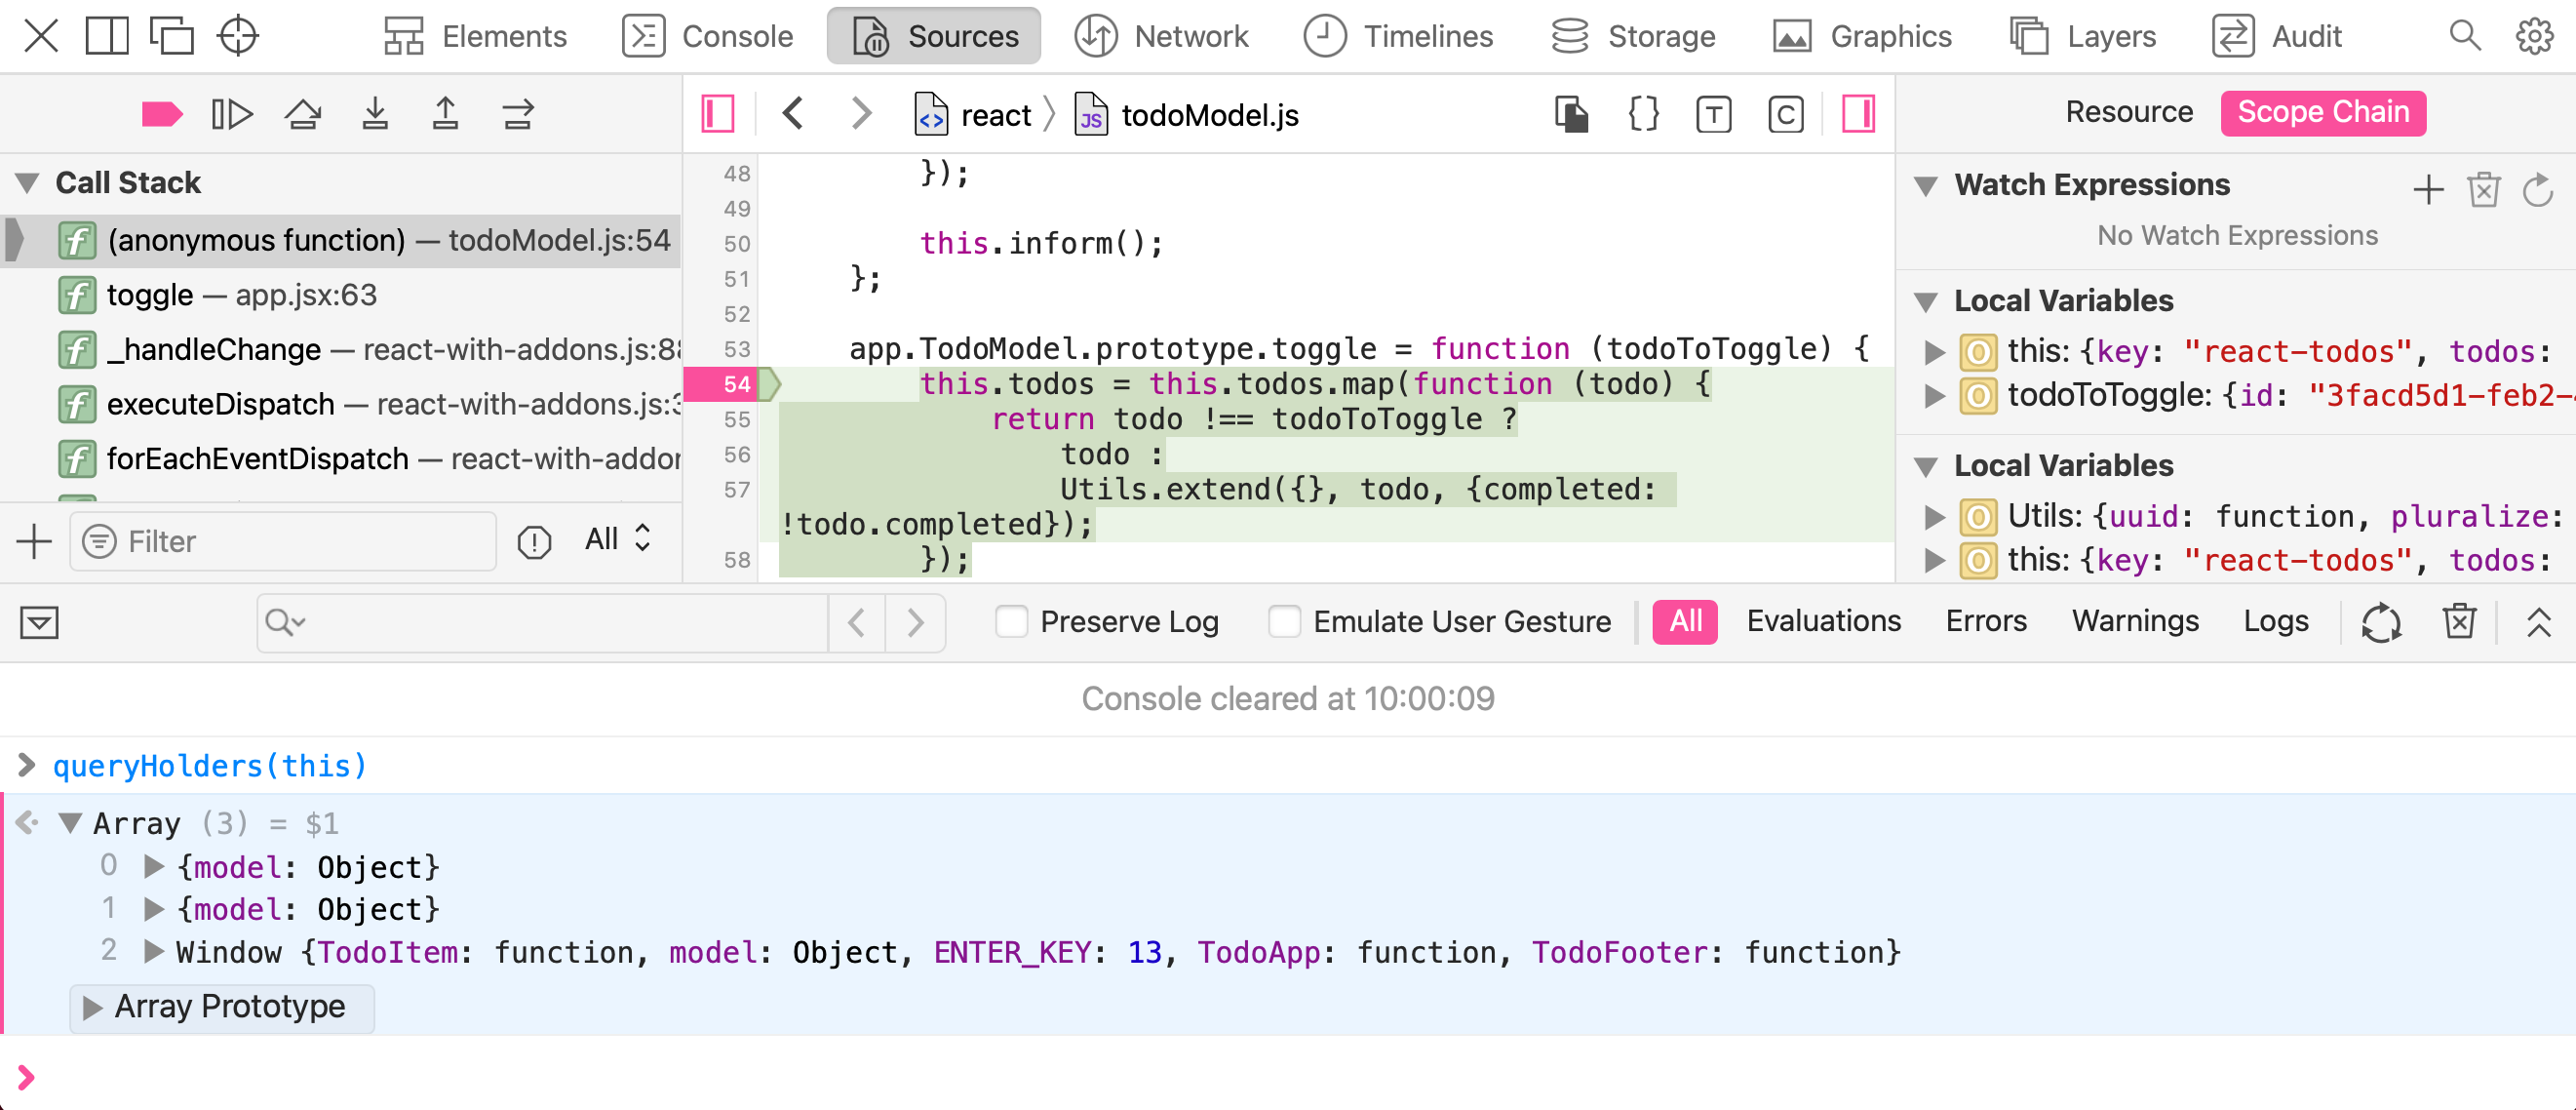 Elements Console Sources Network Timelines Storage Graphics Layers Audit
react todoModel.js T C
Resource Scope Chain
Call Stack
(anonymous function) — todoModel.js:54
toggle — app.jsx:63
_handleChange — react-with-addons.js:
executeDispatch — react-with-addons.js:
forEachEventDispatch — react-with-
Filter All
48 });
49
50 this.inform();
51 };
52
53 app.TodoModel.prototype.toggle = function (todoToToggle) {
54 this.todos = this.todos.map(function (todo) {
55 return todo !== todoToToggle ?
56 todo :
57 Utils.extend({}, todo, {completed:
!todo.completed});
58 });
Watch Expressions
No Watch Expressions
Local Variables
this: {key: "react-todos", todos:
todoToToggle: {id: "3facd5d1-feb2-
Local Variables
Utils: {uuid: function, pluralize:
this: {key: "react-todos", todos:
Preserve Log Emulate User Gesture All Evaluations Errors Warnings Logs
Console cleared at 10:00:09
queryHolders(this)
Array (3) = $1
0 {model: Object}
1 {model: Object}
2 Window {TodoItem: function, model: Object, ENTER_KEY: 13, TodoApp: function, TodoFooter: function}
Array Prototype